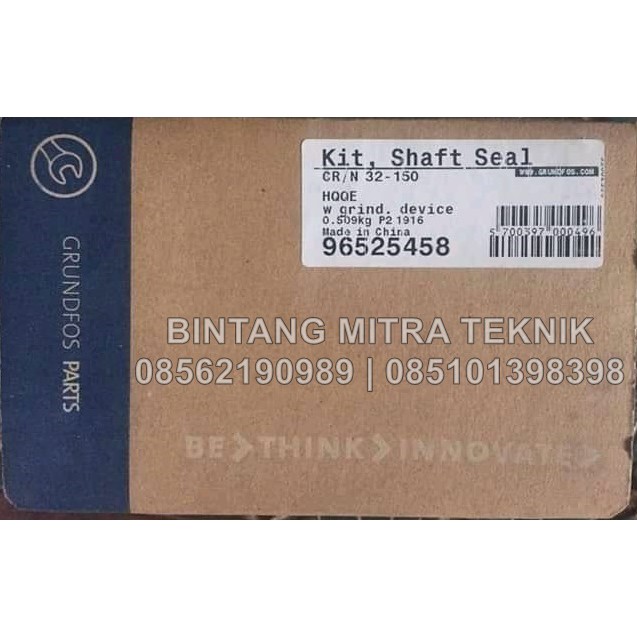 Kit, Shaft Seal
CR/N 32-150
WWW.GRUNDFOS.COM
HQQE
w grind. device
0.509kg P2 1916
Made in China
96525458
5 700397 000496
GRUNDFOS PARTS
BINTANG MITRA TEKNIK
08562190989 | 085101398398
BE>THINK>INNOVATE>